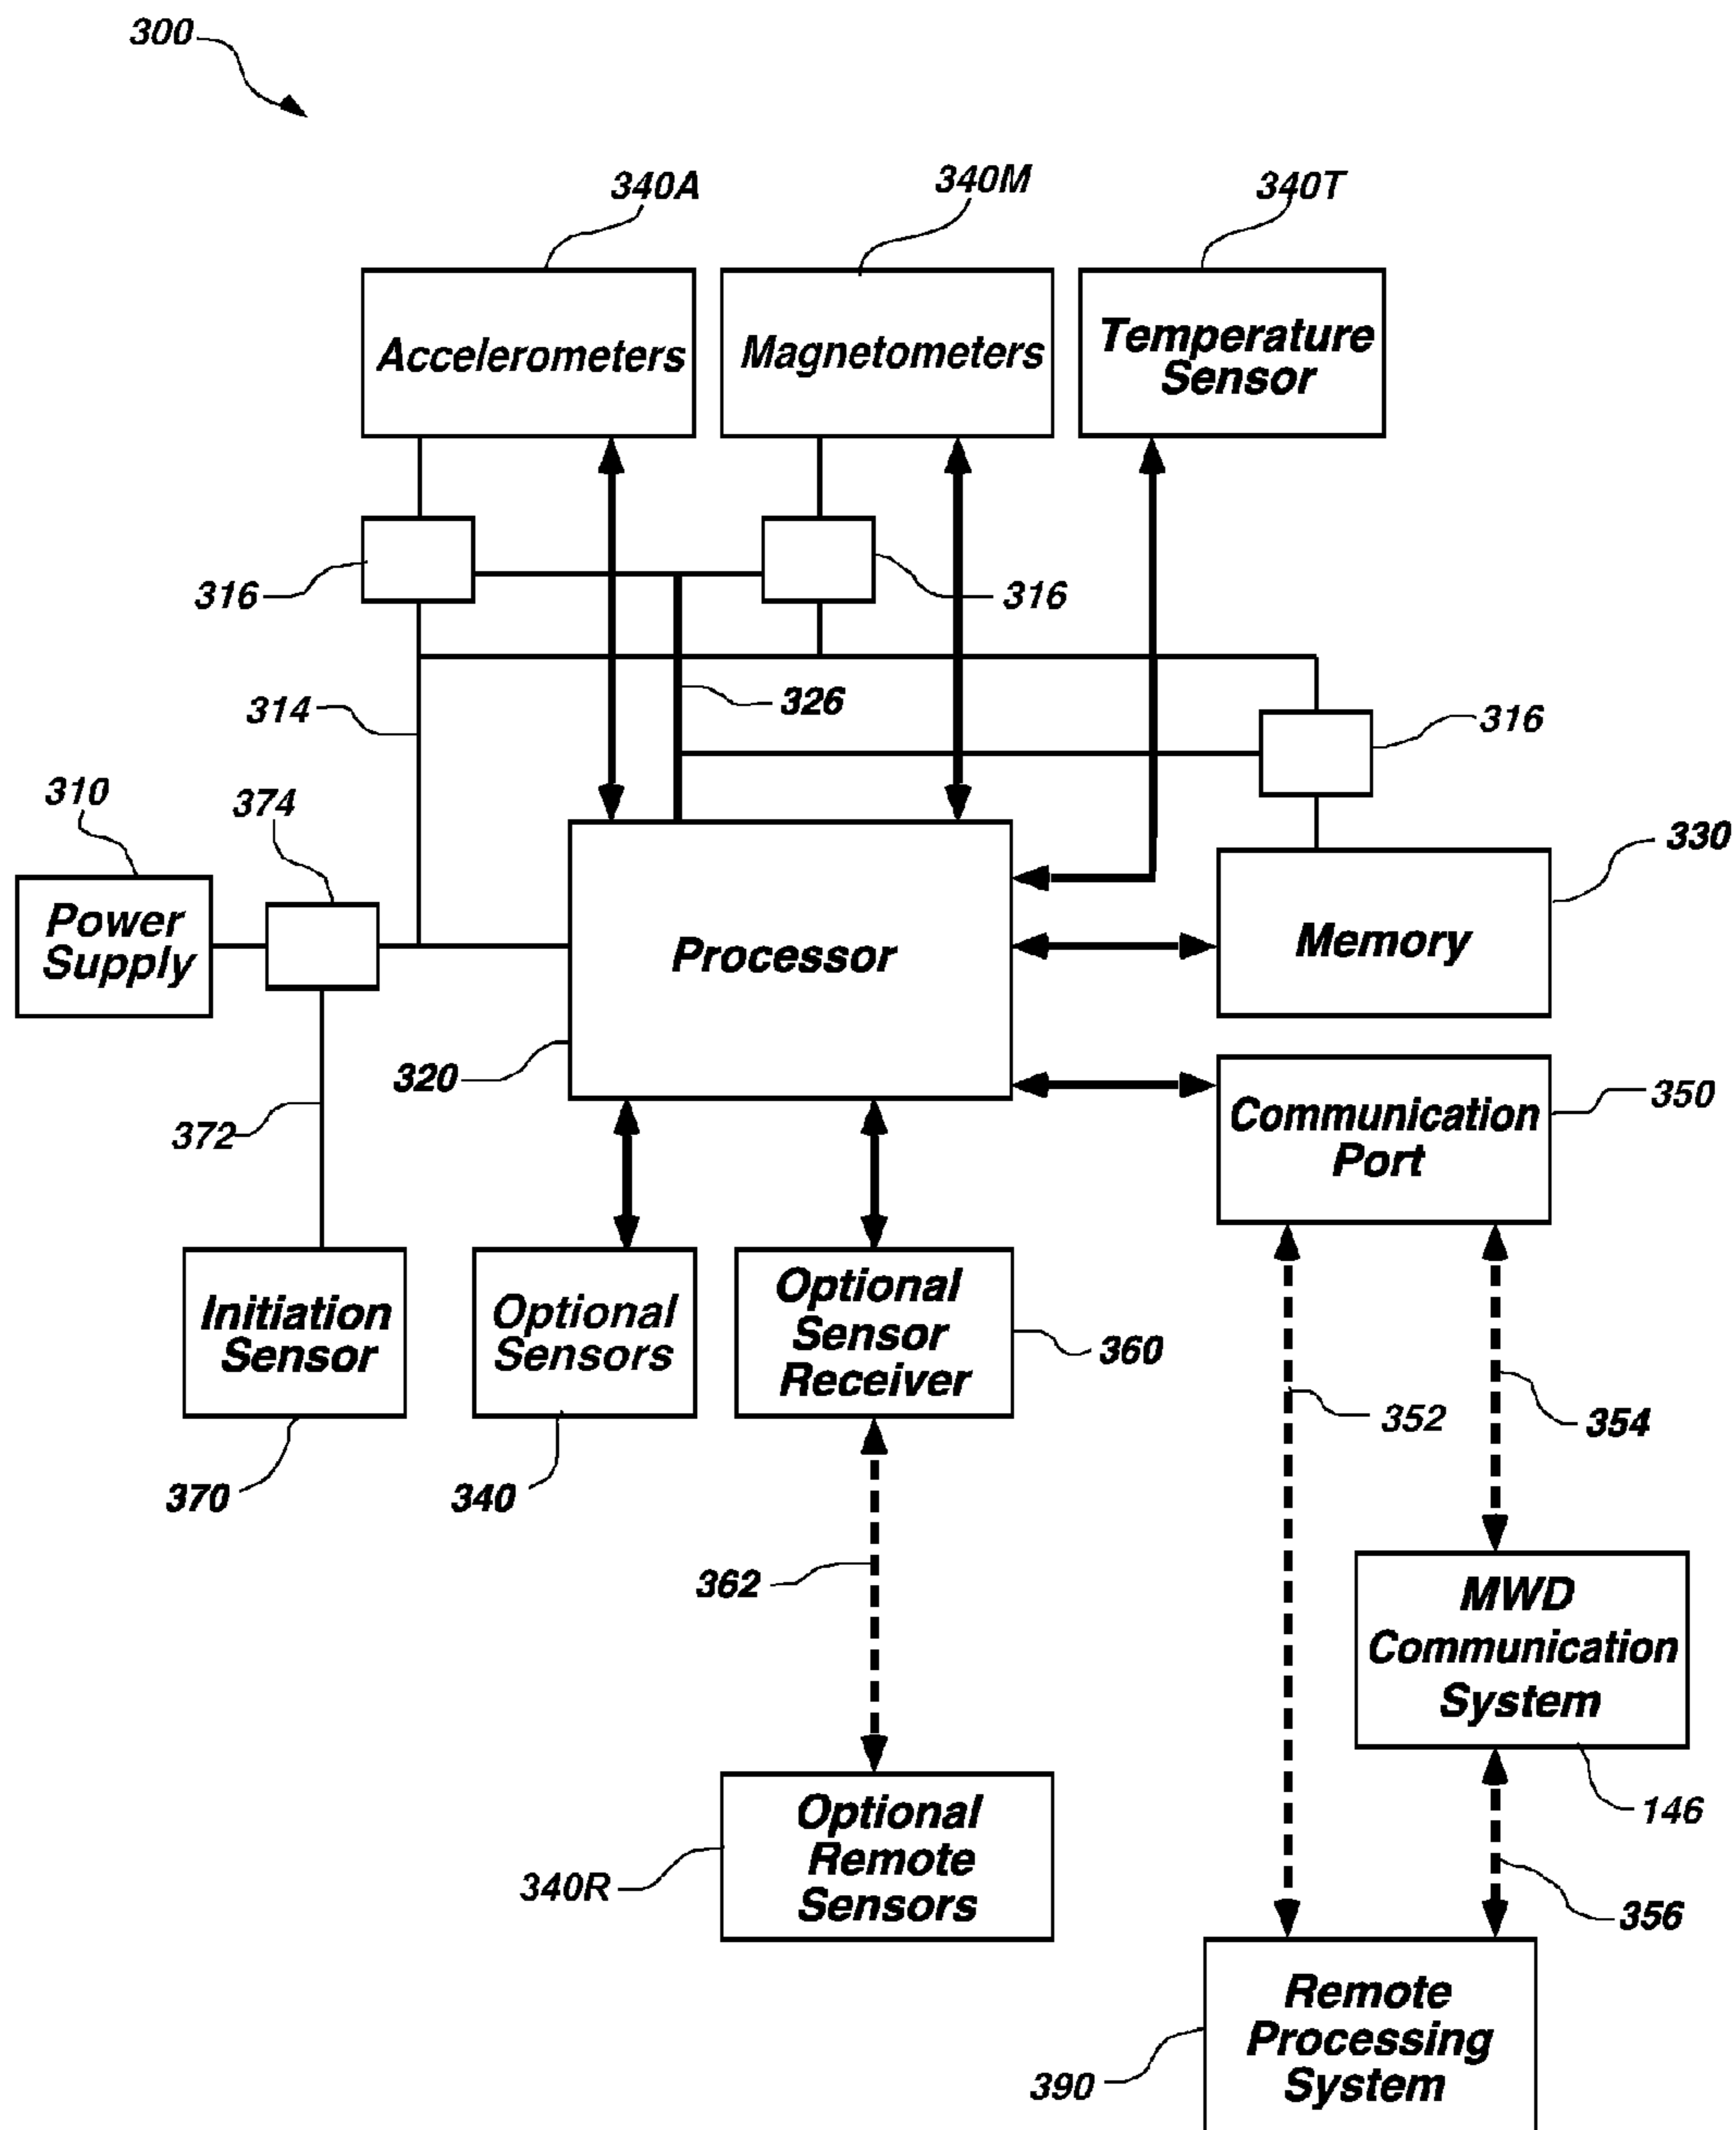 300
340A
340M
340T
Accelerometers
Magnetometers
Temperature
Sensor
316
316
326
314
316
310
374
330
Power
Supply
Processor
Memory
320
350
372
Communication
Port
Initiation
Sensor
Optional
Sensors
Optional
Sensor
Receiver
360
352
354
370
340
362
MWD
Communication
System
146
Optional
Remote
Sensors
340R
356
Remote
Processing
System
390